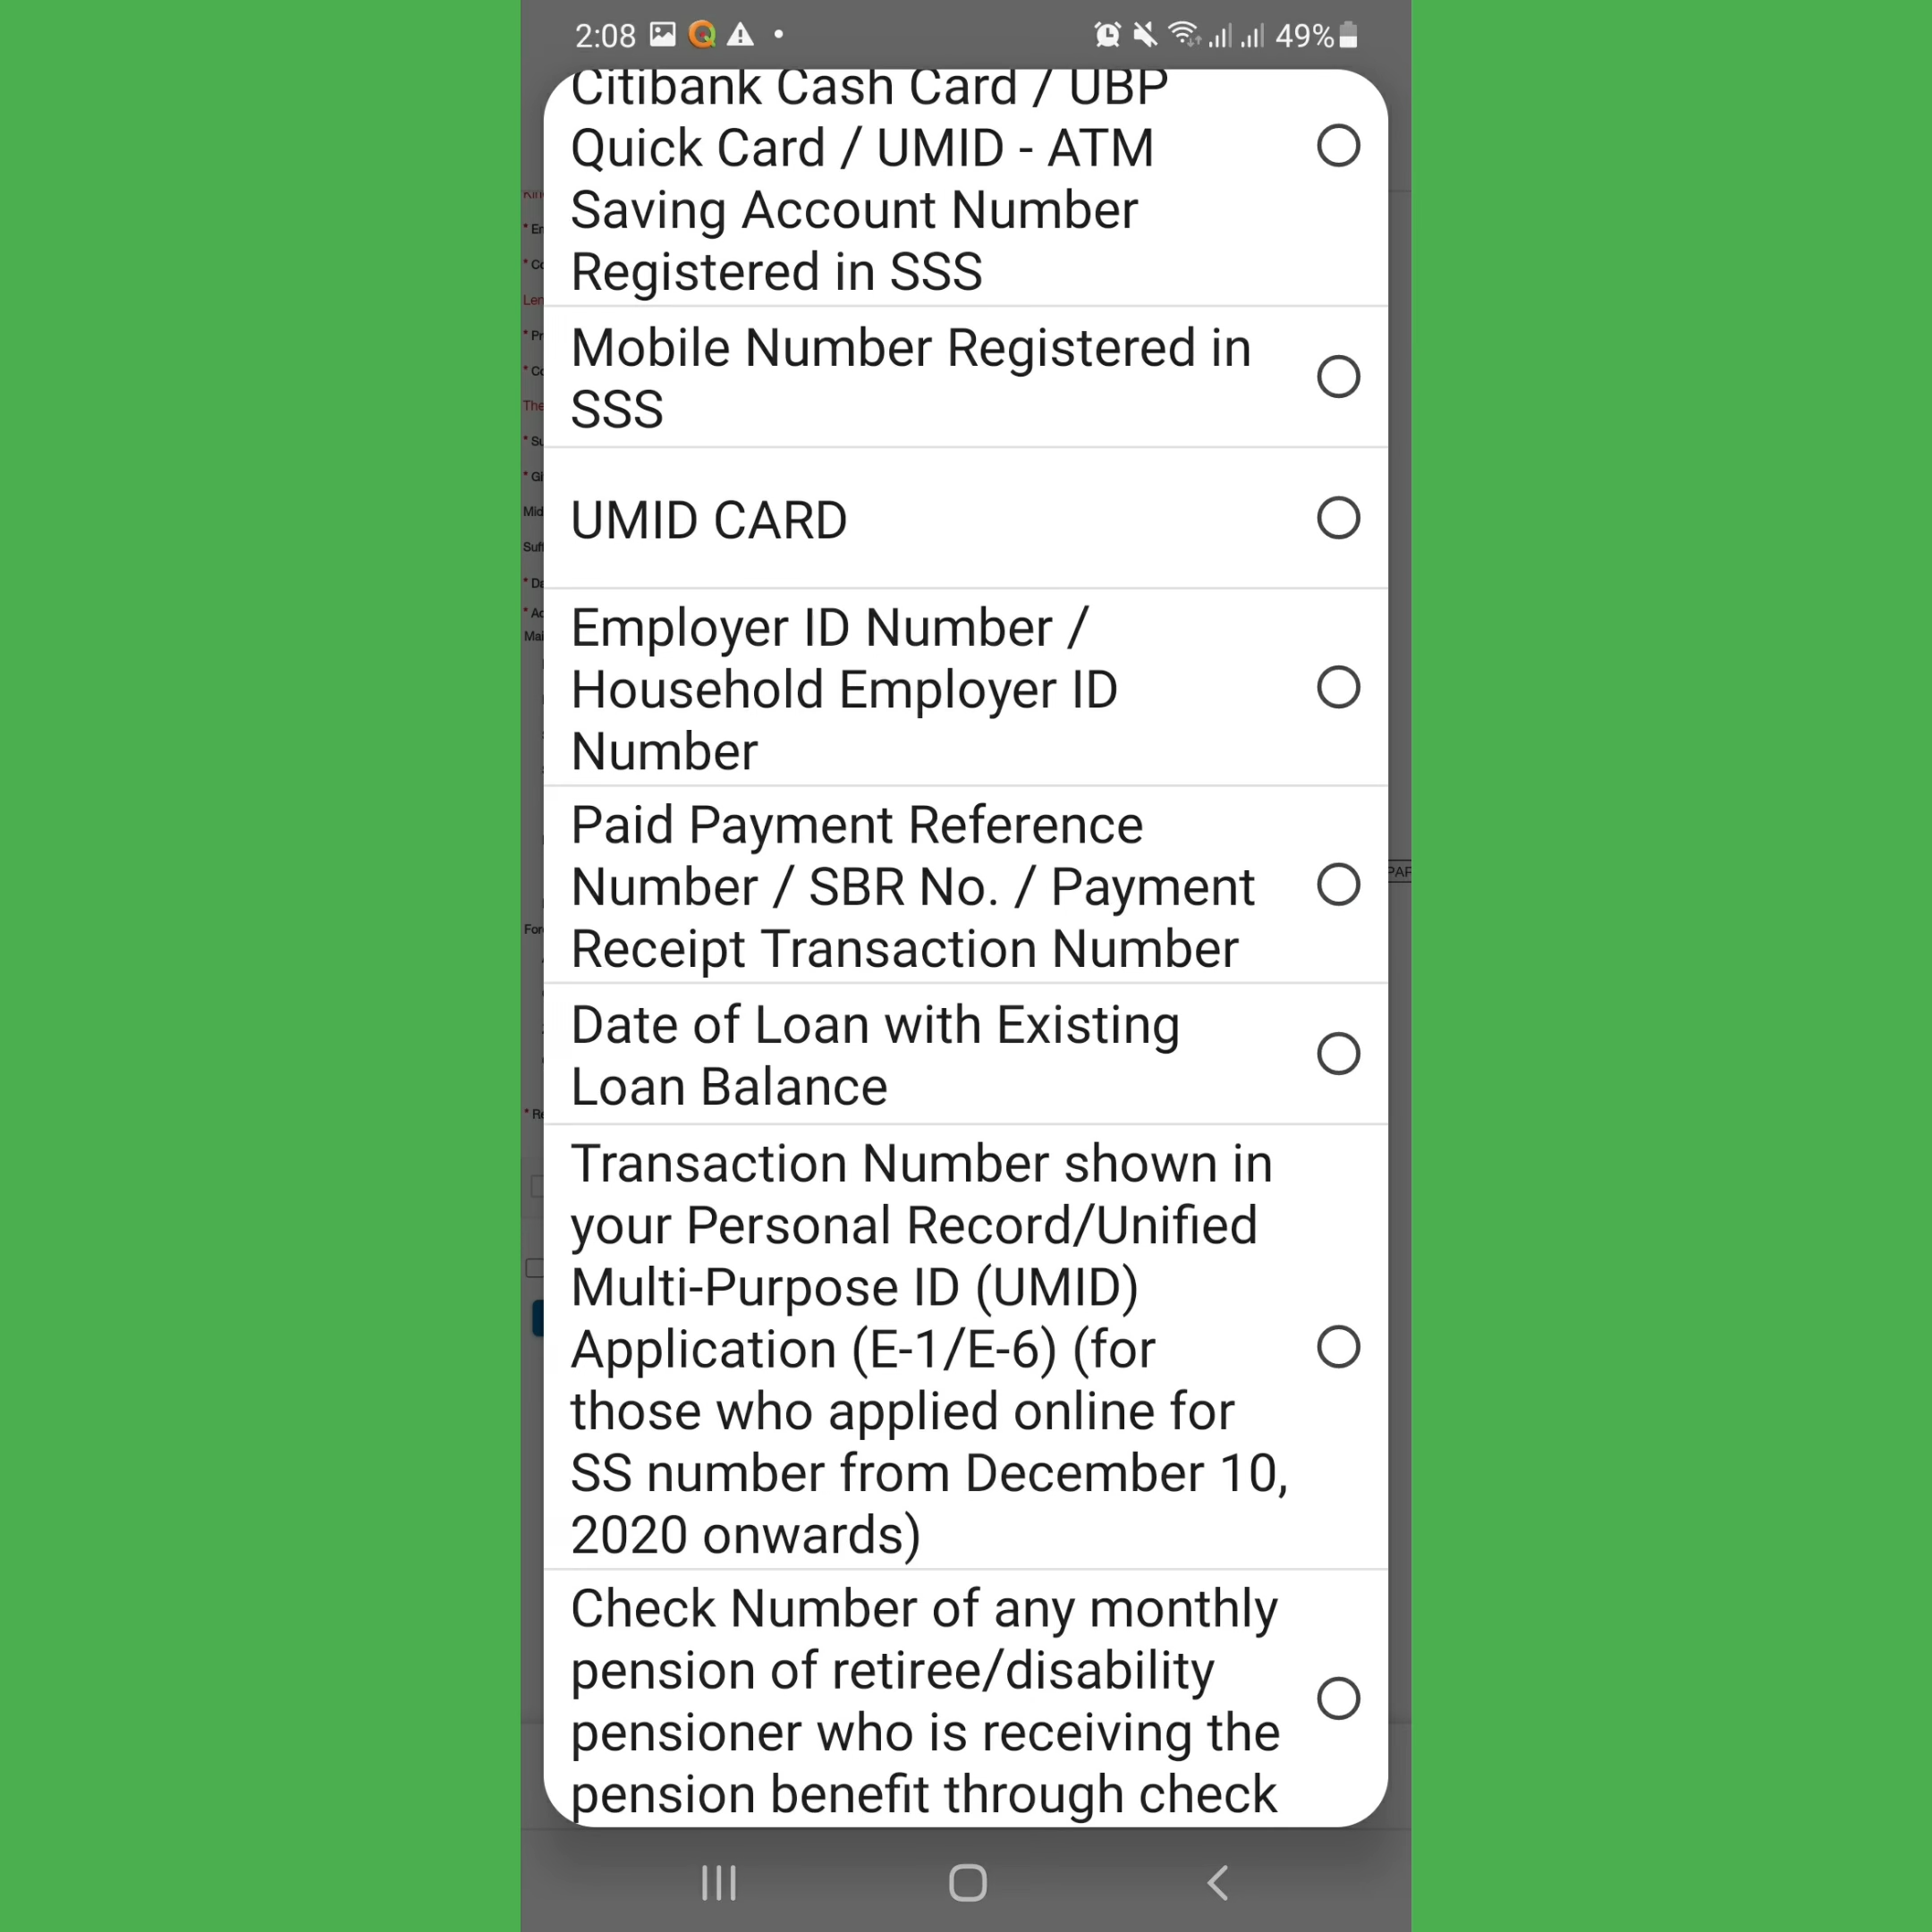 2:08
49%
Citibank Cash Card / UBP
Quick Card / UMID - ATM
Saving Account Number
Registered in SSS
Mobile Number Registered in
SSS
UMID CARD
Employer ID Number /
Household Employer ID
Number
Paid Payment Reference
Number / SBR No. / Payment
Receipt Transaction Number
Date of Loan with Existing
Loan Balance
Transaction Number shown in
your Personal Record/Unified
Multi-Purpose ID (UMID)
Application (E-1/E-6) (for
those who applied online for
SS number from December 10,
2020 onwards)
Check Number of any monthly
pension of retiree/disability
pensioner who is receiving the
pension benefit through check